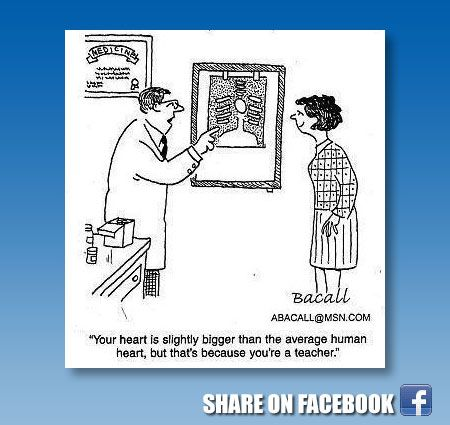 MEDICINE
Bacall
ABACALL@MSN.COM
"Your heart is slightly bigger than the average human
heart, but that's because you're a teacher."
SHARE ON FACEBOOK f